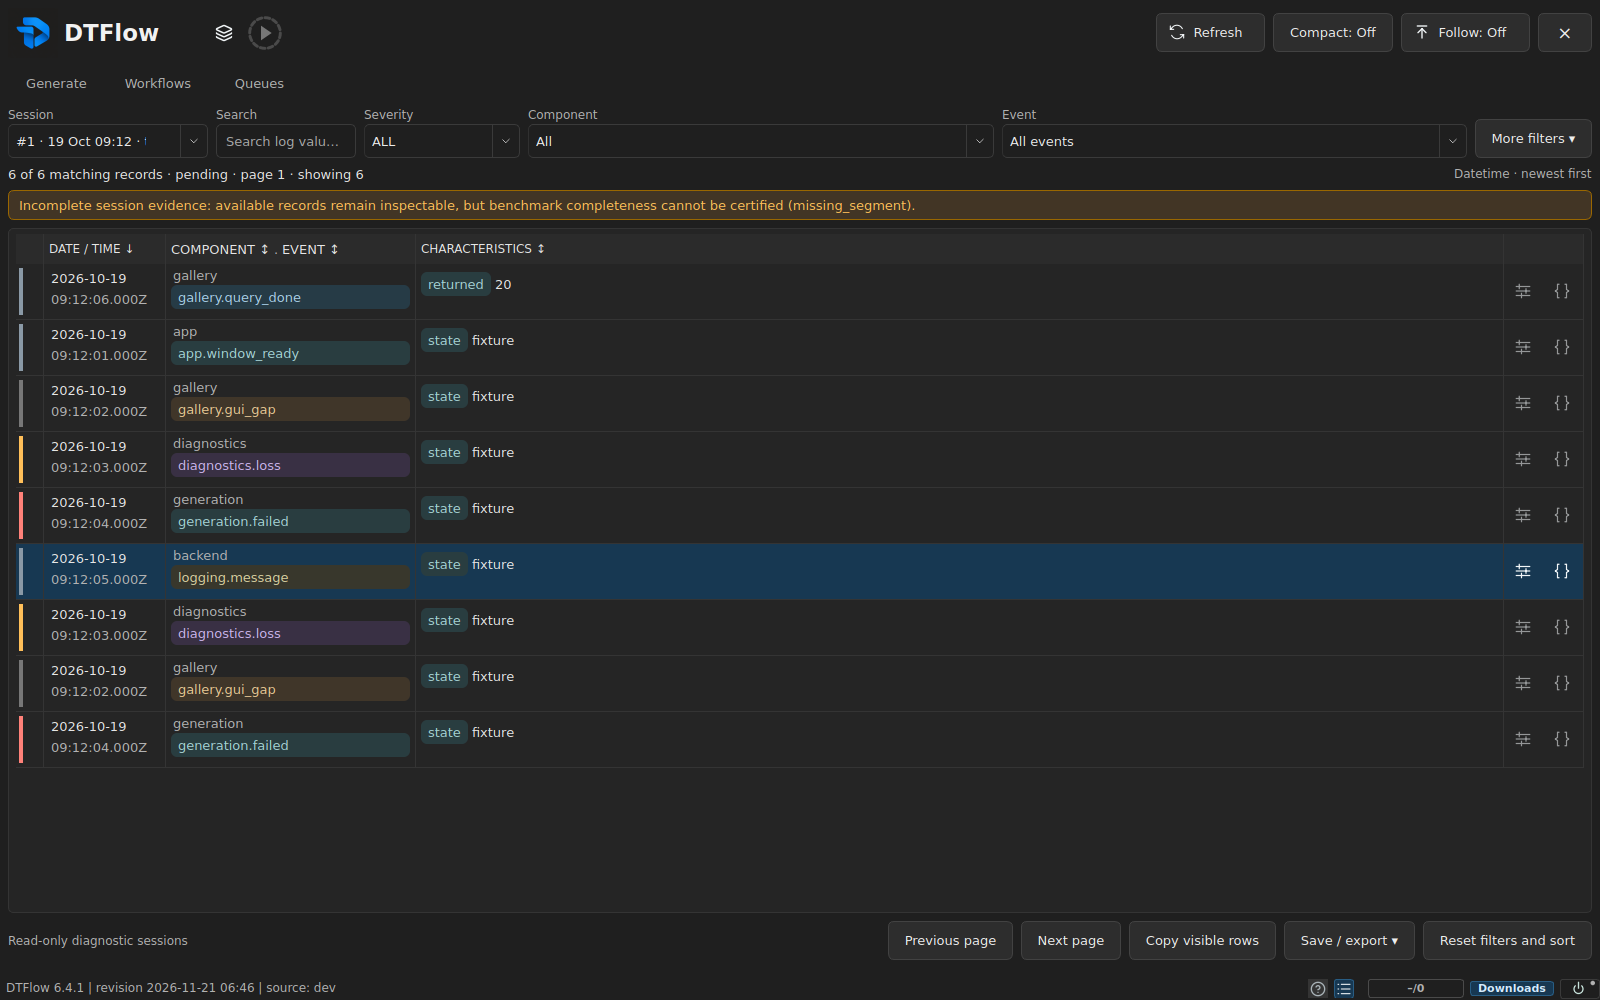 DTFlow
Refresh
Compact: Off
Follow: Off
×
Generate
Workflows
Queues
Session
Search
Severity
Component
Event
#1 · 19 Oct 09:12 ·
Search log valu...
ALL
All
All events
More filters ▾
6 of 6 matching records · pending · page 1 · showing 6
Datetime · newest first
Incomplete session evidence: available records remain inspectable, but benchmark completeness cannot be certified (missing_segment).
DATE / TIME ↓
COMPONENT ↕ . EVENT ↕
CHARACTERISTICS ↕
2026-10-19
09:12:06.000Z
gallery
gallery.query_done
returned 20
{ }
2026-10-19
09:12:01.000Z
app
app.window_ready
state fixture
{ }
2026-10-19
09:12:02.000Z
gallery
gallery.gui_gap
state fixture
{ }
2026-10-19
09:12:03.000Z
diagnostics
diagnostics.loss
state fixture
{ }
2026-10-19
09:12:04.000Z
generation
generation.failed
state fixture
{ }
2026-10-19
09:12:05.000Z
backend
logging.message
state fixture
{ }
2026-10-19
09:12:03.000Z
diagnostics
diagnostics.loss
state fixture
{ }
2026-10-19
09:12:02.000Z
gallery
gallery.gui_gap
state fixture
{ }
2026-10-19
09:12:04.000Z
generation
generation.failed
state fixture
{ }
Read-only diagnostic sessions
Previous page
Next page
Copy visible rows
Save / export ▾
Reset filters and sort
DTFlow 6.4.1 | revision 2026-11-21 06:46 | source: dev
-/0
Downloads